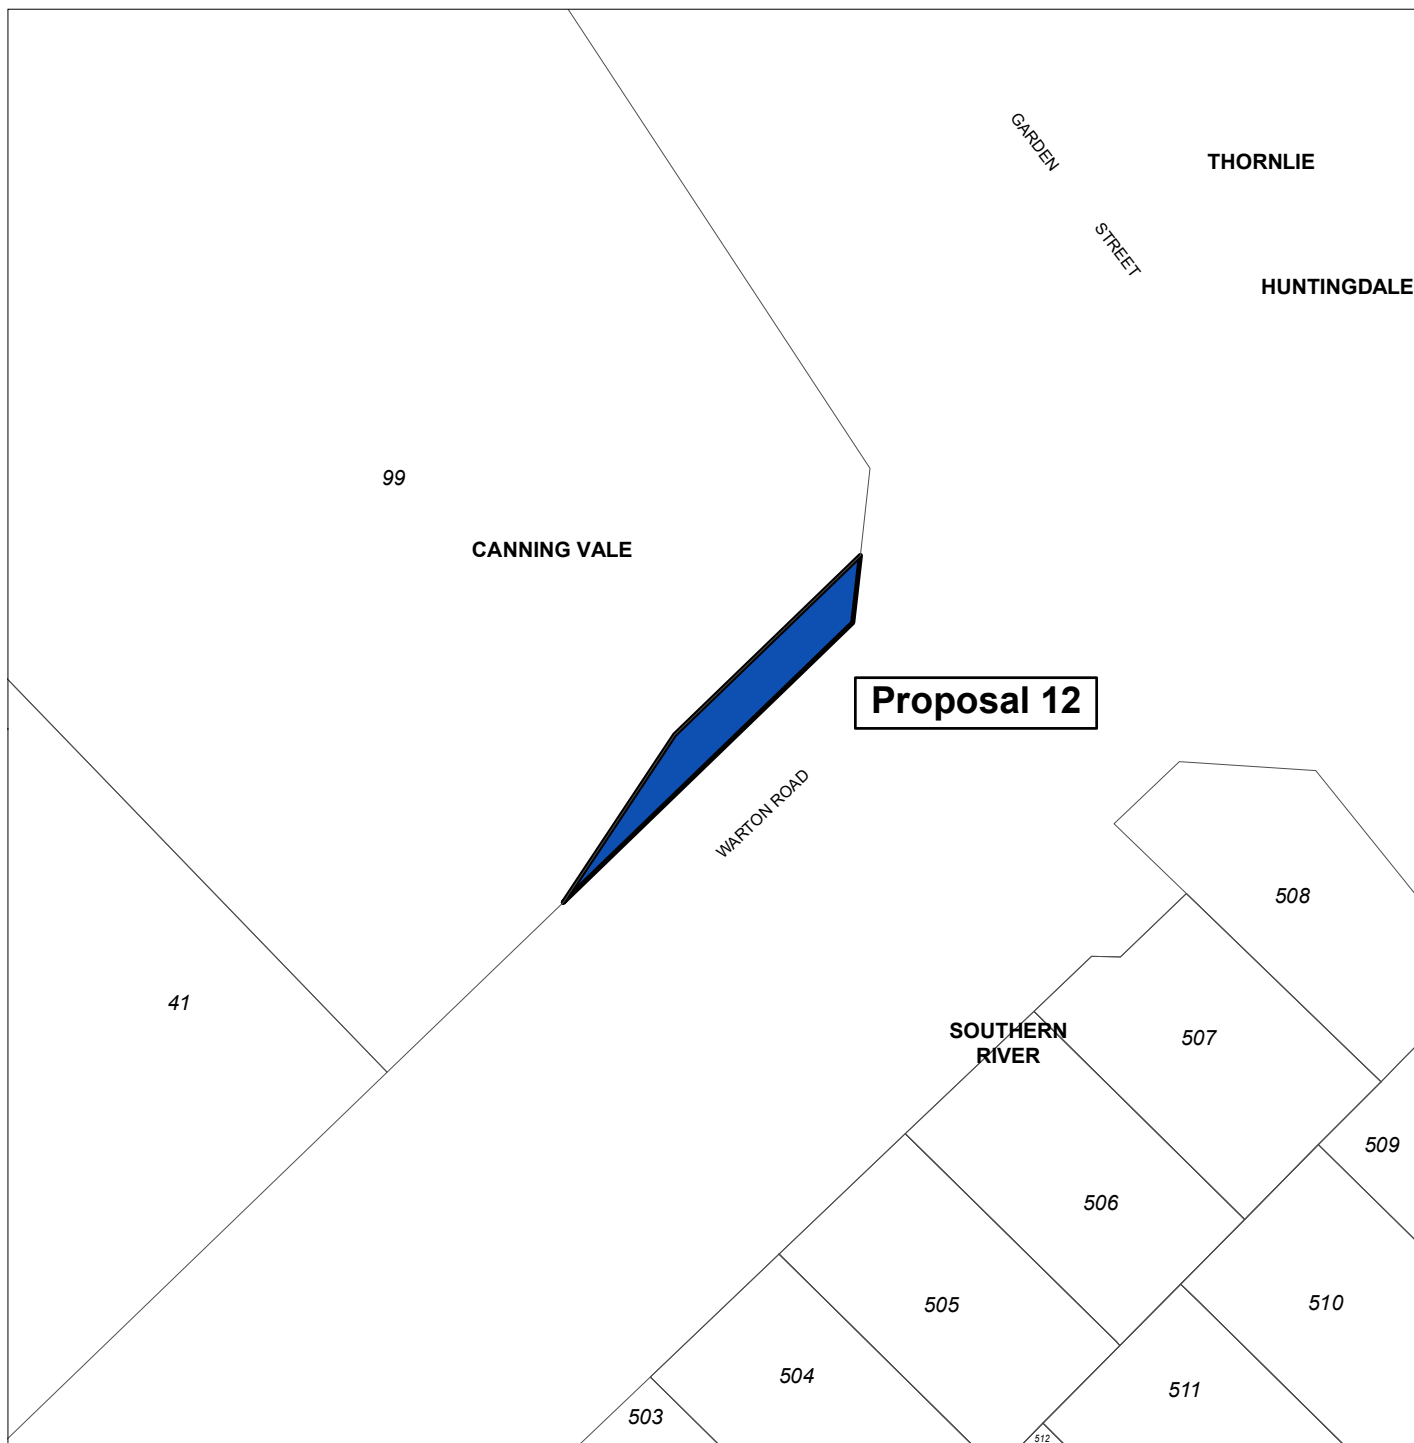 GARDEN
THORNLIE
STREET
HUNTINGDALE
99
CANNING VALE
Proposal 12
WARTON ROAD
508
41
SOUTHERN
RIVER
507
509
506
505
510
504
511
503
512